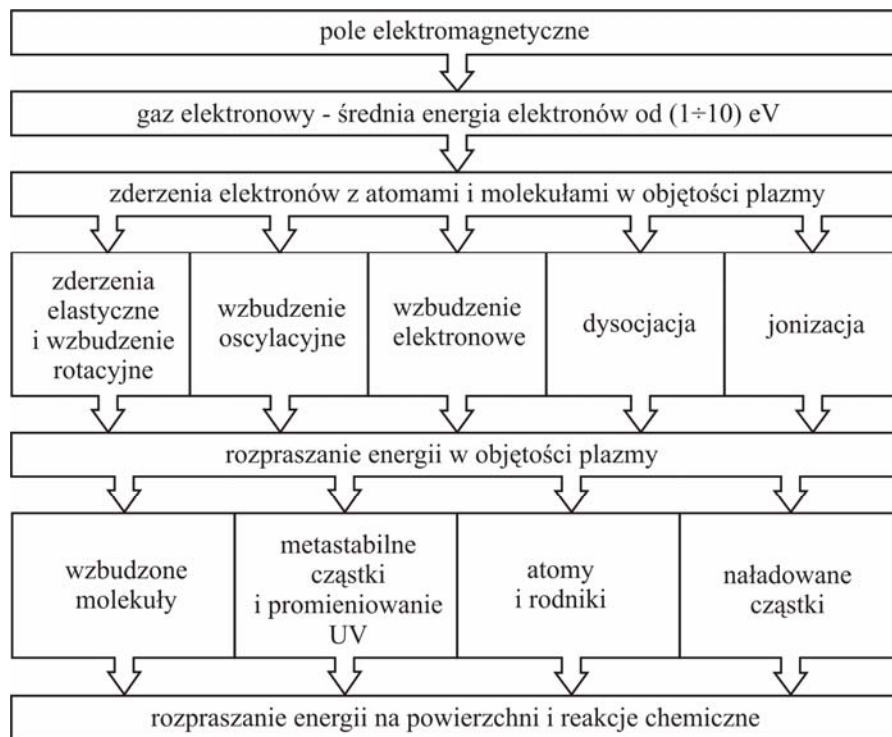 pole elektromagnetyczne
gaz elektronowy - średnia energia elektronów od (1÷10) eV
zderzenia elektronów z atomami i molekułami w objętości plazmy
zderzenia
elastyczne
i wzbudzenie
rotacyjne
wzbudzenie
oscylacyjne
wzbudzenie
elektronowe
dysocjacja
jonizacja
rozpraszanie energii w objętości plazmy
wzbudzone
molekuły
metastabilne
cząstki
i promieniowanie
UV
atomy
i rodniki
naładowane
cząstki
rozpraszanie energii na powierzchni i reakcje chemiczne